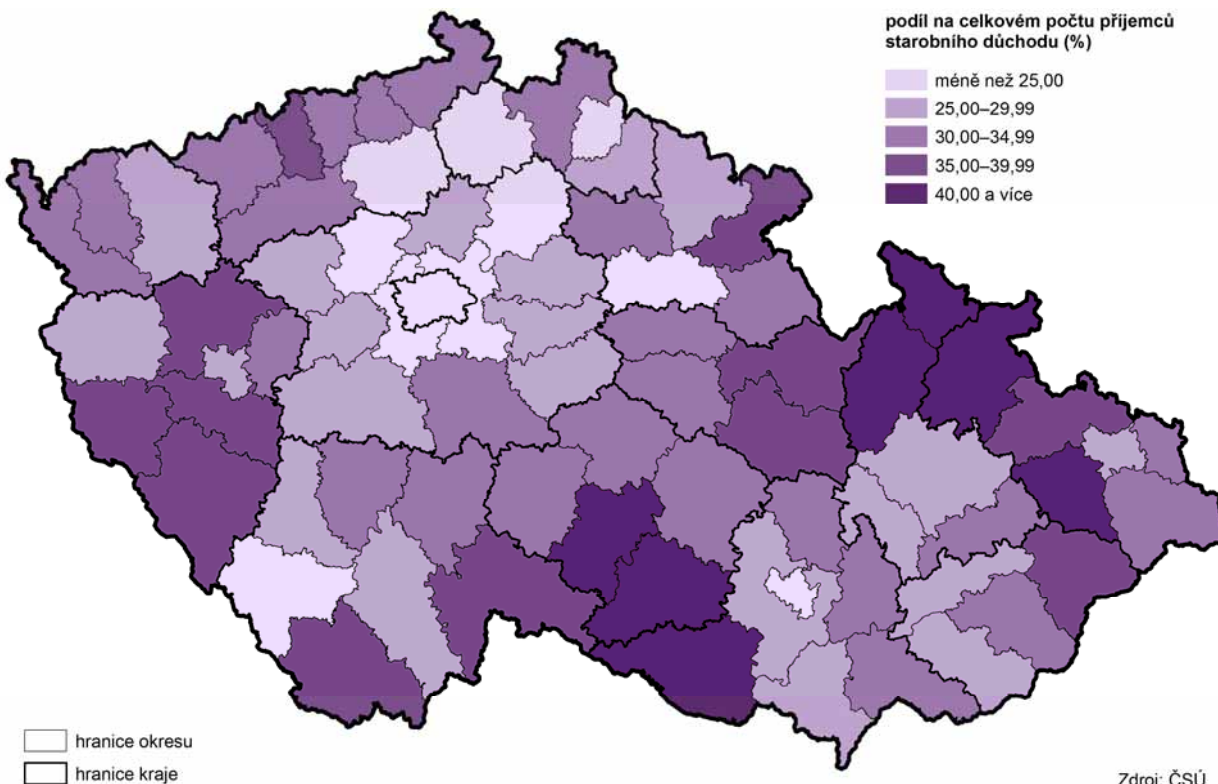 podíl na celkovém počtu příjemců
starobního důchodu (%)
méně než 25,00
25,00–29,99
30,00–34,99
35,00–39,99
40,00 a více
hranice okresu
hranice kraje
Zdroj: ČSÚ